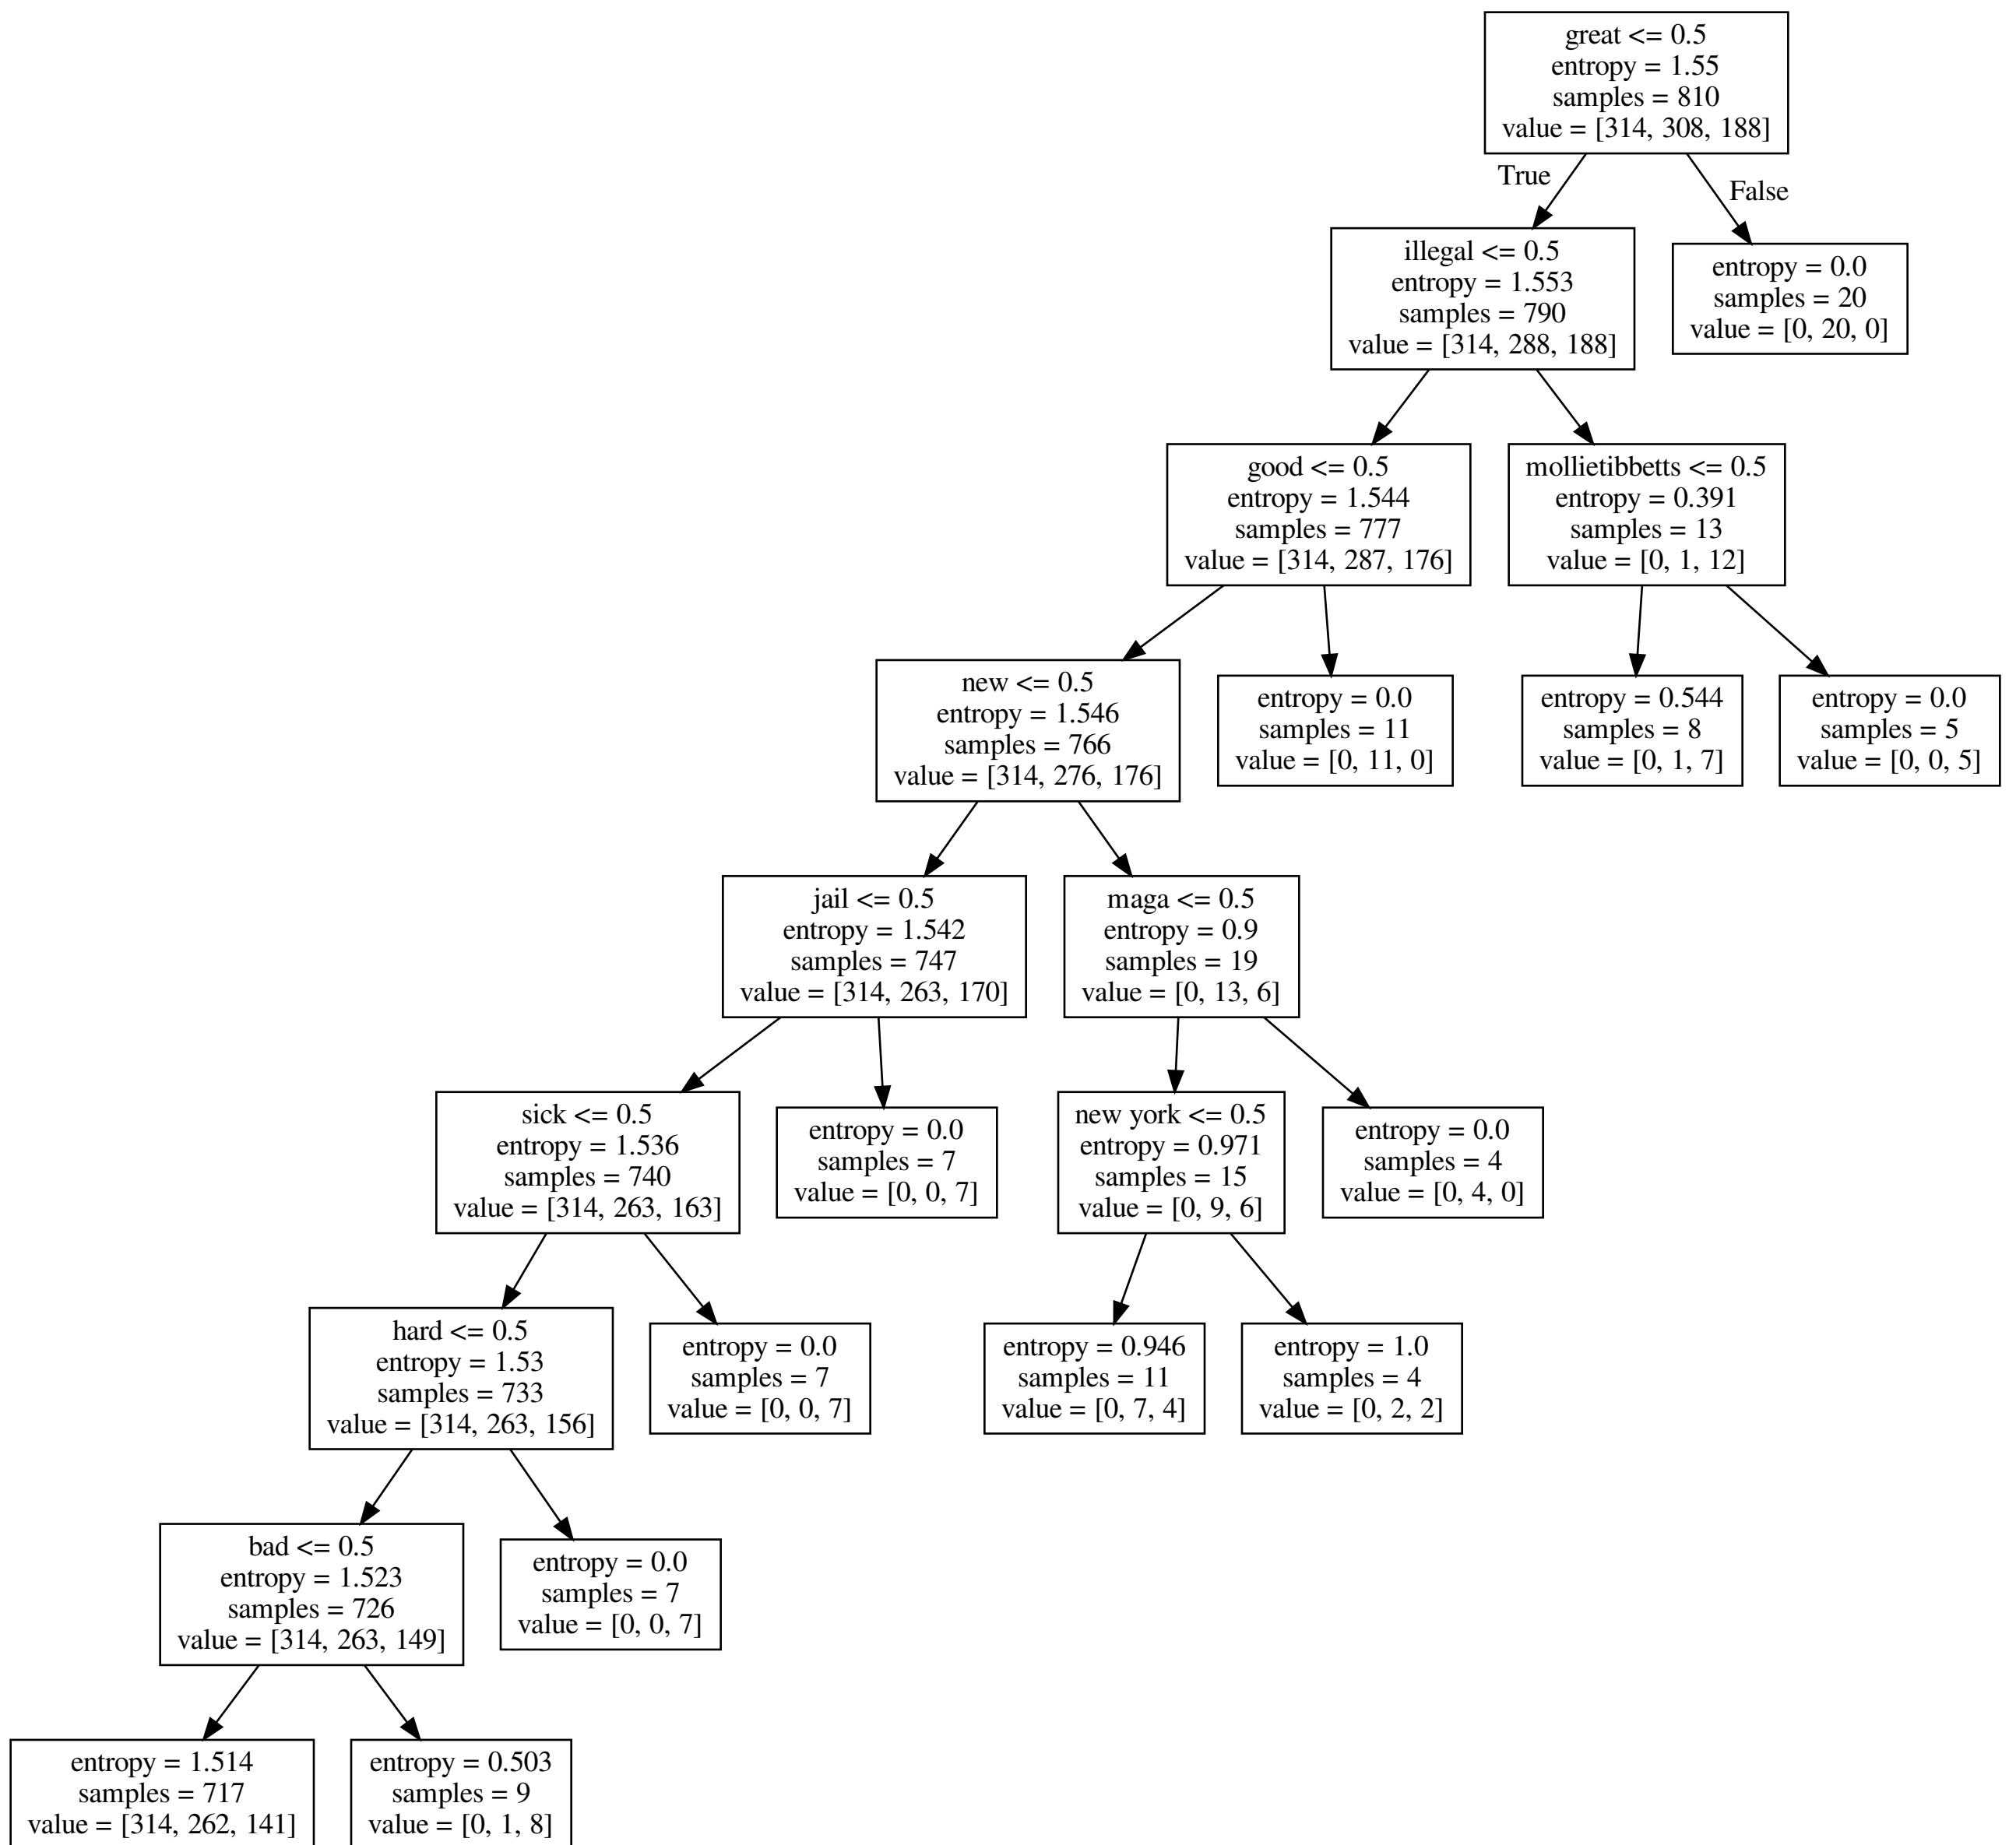 great <= 0.5
entropy = 1.55
samples = 810
value = [314, 308, 188]
True
False
illegal <= 0.5
entropy = 1.553
samples = 790
value = [314, 288, 188]
entropy = 0.0
samples = 20
value = [0, 20, 0]
good <= 0.5
entropy = 1.544
samples = 777
value = [314, 287, 176]
mollietibbetts <= 0.5
entropy = 0.391
samples = 13
value = [0, 1, 12]
new <= 0.5
entropy = 1.546
samples = 766
value = [314, 276, 176]
entropy = 0.0
samples = 11
value = [0, 11, 0]
entropy = 0.544
samples = 8
value = [0, 1, 7]
entropy = 0.0
samples = 5
value = [0, 0, 5]
jail <= 0.5
entropy = 1.542
samples = 747
value = [314, 263, 170]
maga <= 0.5
entropy = 0.9
samples = 19
value = [0, 13, 6]
sick <= 0.5
entropy = 1.536
samples = 740
value = [314, 263, 163]
entropy = 0.0
samples = 7
value = [0, 0, 7]
new york <= 0.5
entropy = 0.971
samples = 15
value = [0, 9, 6]
entropy = 0.0
samples = 4
value = [0, 4, 0]
hard <= 0.5
entropy = 1.53
samples = 733
value = [314, 263, 156]
entropy = 0.0
samples = 7
value = [0, 0, 7]
entropy = 0.946
samples = 11
value = [0, 7, 4]
entropy = 1.0
samples = 4
value = [0, 2, 2]
bad <= 0.5
entropy = 1.523
samples = 726
value = [314, 263, 149]
entropy = 0.0
samples = 7
value = [0, 0, 7]
entropy = 1.514
samples = 717
value = [314, 262, 141]
entropy = 0.503
samples = 9
value = [0, 1, 8]